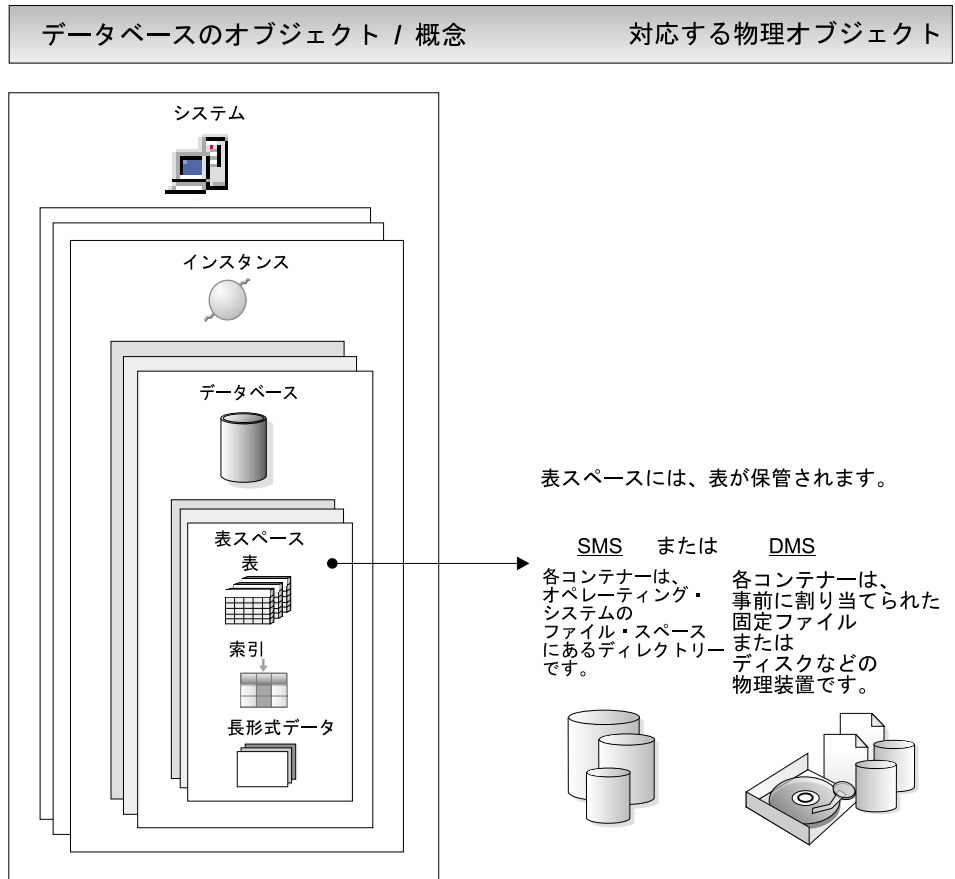 データベースのオブジェクト / 概念
対応する物理オブジェクト
システム
インスタンス
データベース
表スペース
表
索引
長形式データ
表スペースには、表が保管されます。
SMS または DMS
各コンテナーは、
オペレーティング・
システムの
ファイル・スペース
にあるディレクトリー
です。
各コンテナーは、
事前に割り当てられた
固定ファイル
または
ディスクなどの
物理装置です。